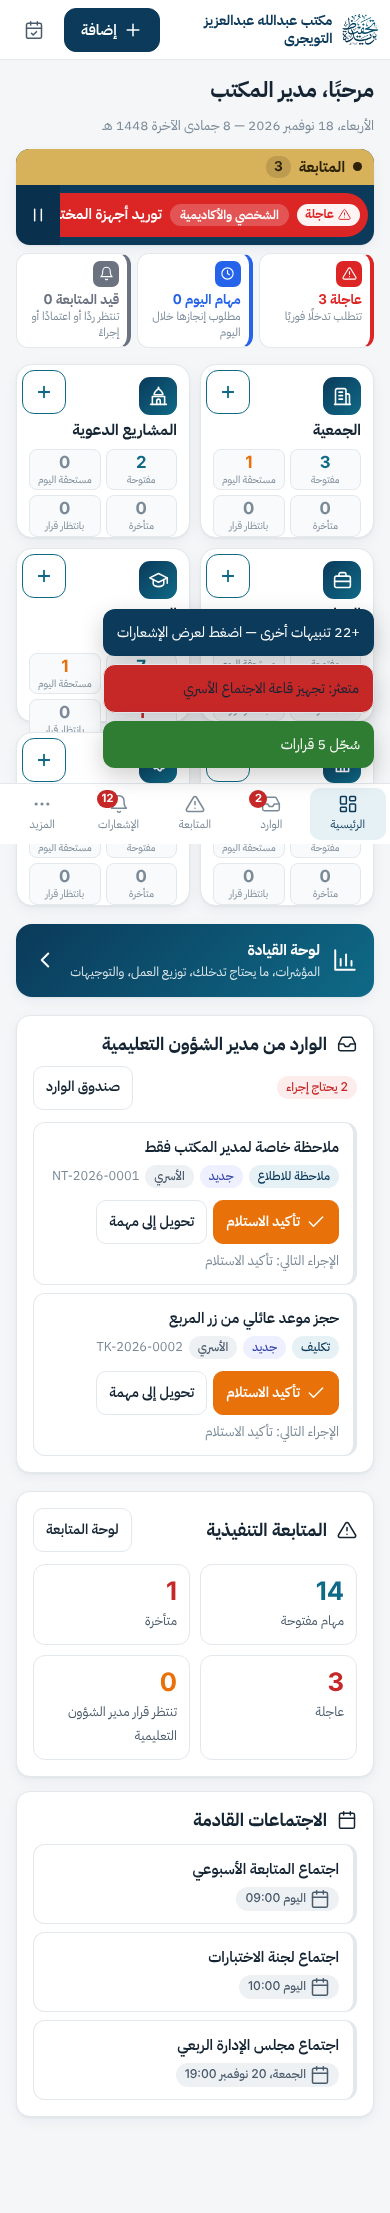 مكتب عبدالله عبدالعزيز
التويجري
إضافة
مرحبًا، مدير المكتب
الأربعاء، 18 نوفمبر 2026 — 8 جمادى الآخرة 1448 هـ
المتابعة 3
عاجلة الشخصي والأكاديمية توريد أجهزة
عاجلة 3
تتطلب تدخلًا فوريًا
مهام اليوم 0
مطلوب إنجازها خلال
اليوم
قيد المتابعة 0
تنتظر ردًا أو اعتمادًا أو
إجراءً
الجمعية
3 مفتوحة
1 مستحقة اليوم
0 متأخرة
0 بانتظار قرار
المشاريع الدعوية
2 مفتوحة
0 مستحقة اليوم
0 متأخرة
0 بانتظار قرار
1
مستحقة اليوم
0
+22 تنبيهات أخرى — اضغط لعرض الإشعارات
متعثر: تجهيز قاعة الاجتماع الأسري
سُجّل 5 قرارات
الرئيسية
2 الوارد
المتابعة
12 الإشعارات
المزيد
مفتوحة
مستحقة اليوم
مفتوحة
مستحقة اليوم
0 متأخرة
0 بانتظار قرار
0 متأخرة
0 بانتظار قرار
لوحة القيادة
المؤشرات، ما يحتاج تدخلك، توزيع العمل، والتوجيهات
الوارد من مدير الشؤون التعليمية
2 يحتاج إجراء
صندوق الوارد
ملاحظة خاصة لمدير المكتب فقط
ملاحظة للاطلاع جديد الأسري NT-2026-0001
تأكيد الاستلام
تحويل إلى مهمة
الإجراء التالي: تأكيد الاستلام
حجز موعد عائلي من زر المربع
تكليف جديد الأسري TK-2026-0002
تأكيد الاستلام
تحويل إلى مهمة
الإجراء التالي: تأكيد الاستلام
المتابعة التنفيذية
لوحة المتابعة
14
مهام مفتوحة
1
متأخرة
3
عاجلة
0
تنتظر قرار مدير الشؤون
التعليمية
الاجتماعات القادمة
اجتماع المتابعة الأسبوعي
اليوم 09:00
اجتماع لجنة الاختبارات
اليوم 10:00
اجتماع مجلس الإدارة الربعي
الجمعة، 20 نوفمبر 19:00